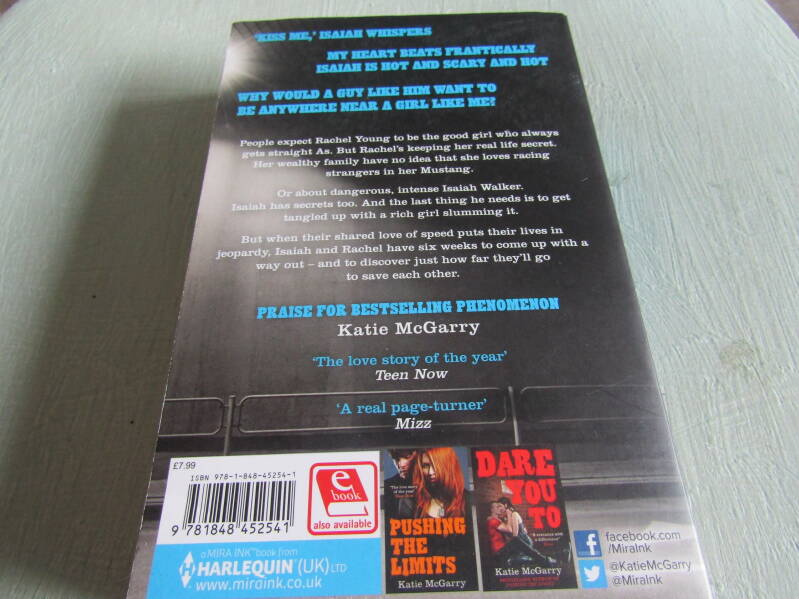 'KISS ME,' ISAIAH WHISPERS
MY HEART BEATS FRANTICALLY
ISAIAH IS HOT AND SCARY AND HOT
WHY WOULD A GUY LIKE HIM WANT TO
BE ANYWHERE NEAR A GIRL LIKE ME?
People expect Rachel Young to be the good girl who always
gets straight As. But Rachel's keeping her real life secret.
Her wealthy family have no idea that she loves racing
strangers in her Mustang.
Or about dangerous, intense Isaiah Walker.
Isaiah has secrets too. And the last thing he needs is to get
tangled up with a rich girl slumming it.
But when their shared love of speed puts their lives in
jeopardy, Isaiah and Rachel have six weeks to come up with a
way out – and to discover just how far they'll go
to save each other.
PRAISE FOR BESTSELLING PHENOMENON
Katie McGarry
'The love story of the year'
Teen Now
'A real page-turner'
Mizz
£7.99
ISBN 978-1-848-45254-1
9 781848 452541
e
book
also available
a MIRA INK™ book from
HARLEQUIN (UK) LTD
www.miraink.co.uk
'The love story
of the year'
PUSHING
THE
LIMITS
Katie McGarry
DARE
YOU
TO
Katie McGarry
facebook.com
/MiraInk
@KatieMcGarry
@MiraInk